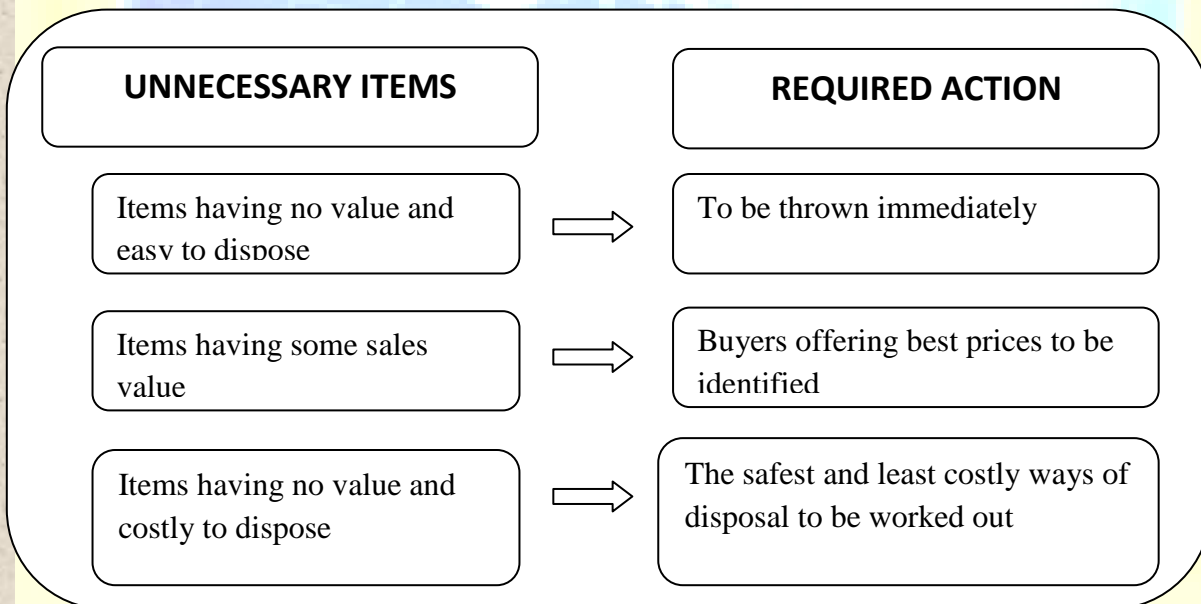 UNNECESSARY ITEMS
REQUIRED ACTION
Items having no value and
easy to dispose
To be thrown immediately
Items having some sales
value
Buyers offering best prices to be
identified
Items having no value and
costly to dispose
The safest and least costly ways of
disposal to be worked out